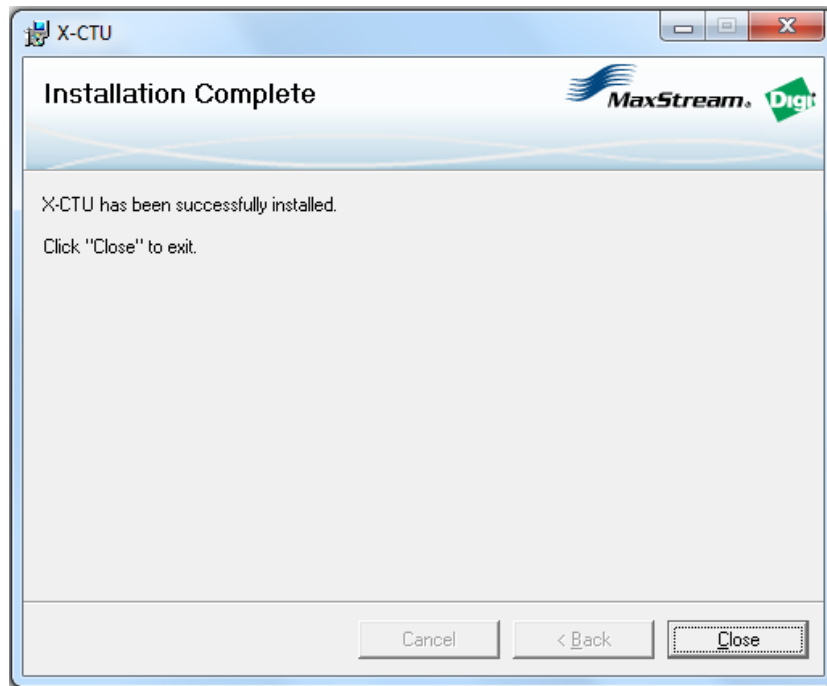 X-CTU
Installation Complete
MaxStream®
Digi
X-CTU has been successfully installed.
Click "Close" to exit.
Cancel
< Back
Close